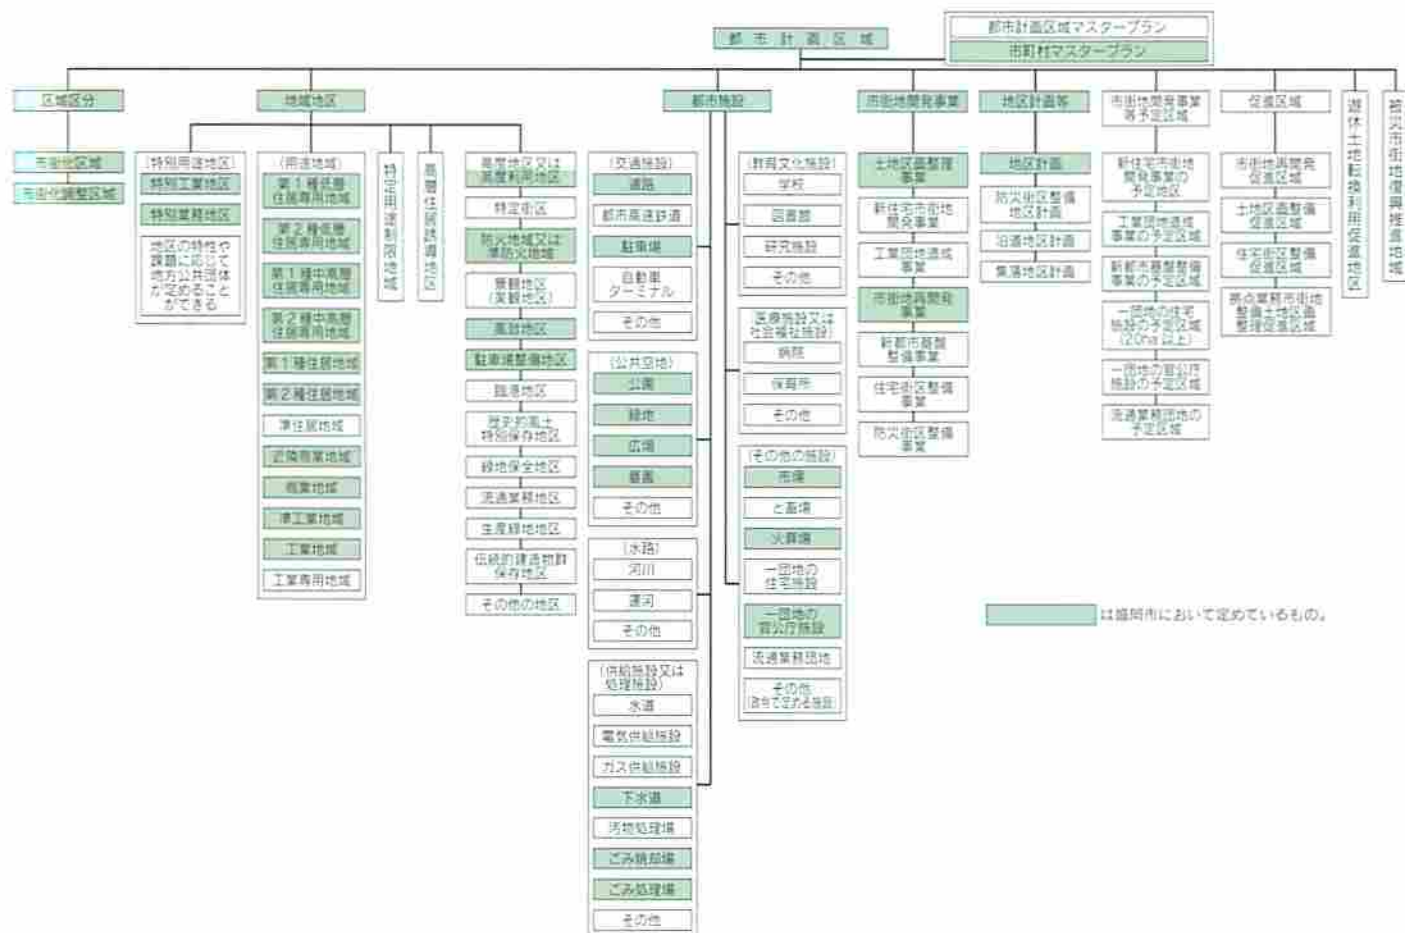 都市計画区域
都市計画区域マスタープラン
市町村マスタープラン
区域区分
市街化区域
市街化調整区域
地域地区
(特別用途地区)
特別工業地区
特別業務地区
地区の特性や
課題に応じて
地方公共団体
が定めること
ができる
(用途地域)
第1種低層
住居専用地域
第2種低層
住居専用地域
第1種中高層
住居専用地域
第2種中高層
住居専用地域
第1種住居地域
第2種住居地域
準住居地域
近隣商業地域
商業地域
準工業地域
工業地域
工業専用地域
特定用途制限地域
高層住居誘導地区
高度地区又は
高度利用地区
特定街区
防火地域又は
準防火地域
景観地区
(美観地区)
風致地区
駐車場整備地区
臨港地区
歴史的風土
特別保存地区
緑地保全地区
流通業務地区
生産緑地地区
伝統的建造物群
保存地区
その他の地区
都市施設
(交通施設)
道路
都市高速鉄道
駐車場
自動車
ターミナル
その他
(公共空地)
公園
緑地
広場
墓園
その他
(水路)
河川
運河
その他
(供給施設又は
処理施設)
水道
電気供給施設
ガス供給施設
下水道
汚物処理場
ごみ焼却場
ごみ処理場
その他
(教育文化施設)
学校
図書館
研究施設
その他
(医療施設又は
社会福祉施設)
病院
保育所
その他
(その他の施設)
市場
と畜場
火葬場
一団地の
住宅施設
一団地の
官公庁施設
流通業務団地
その他
(政令で定める施設)
市街地開発事業
土地区画整理
事業
新住宅市街地
開発事業
工業団地造成
事業
市街地再開発
事業
新都市基盤
整備事業
住宅街区整備
事業
防災街区整備
事業
地区計画等
地区計画
防災街区整備
地区計画
沿道地区計画
集落地区計画
市街地開発事業
等予定区域
新住宅市街地
開発事業の
予定地区
工業団地造成
事業の予定区域
新都市基盤整備
事業の予定区域
一団地の住宅
施設の予定区域
(20ha以上)
一団地の官公庁
施設の予定区域
流通業務団地の
予定区域
促進区域
市街地再開発
促進区域
土地区画整備
促進区域
住宅街区整備
促進区域
拠点業務市街地
整備土地区画
整理促進区域
遊休土地転換利用促進地区
被災市街地復興推進地域
は盛岡市において定めているもの。